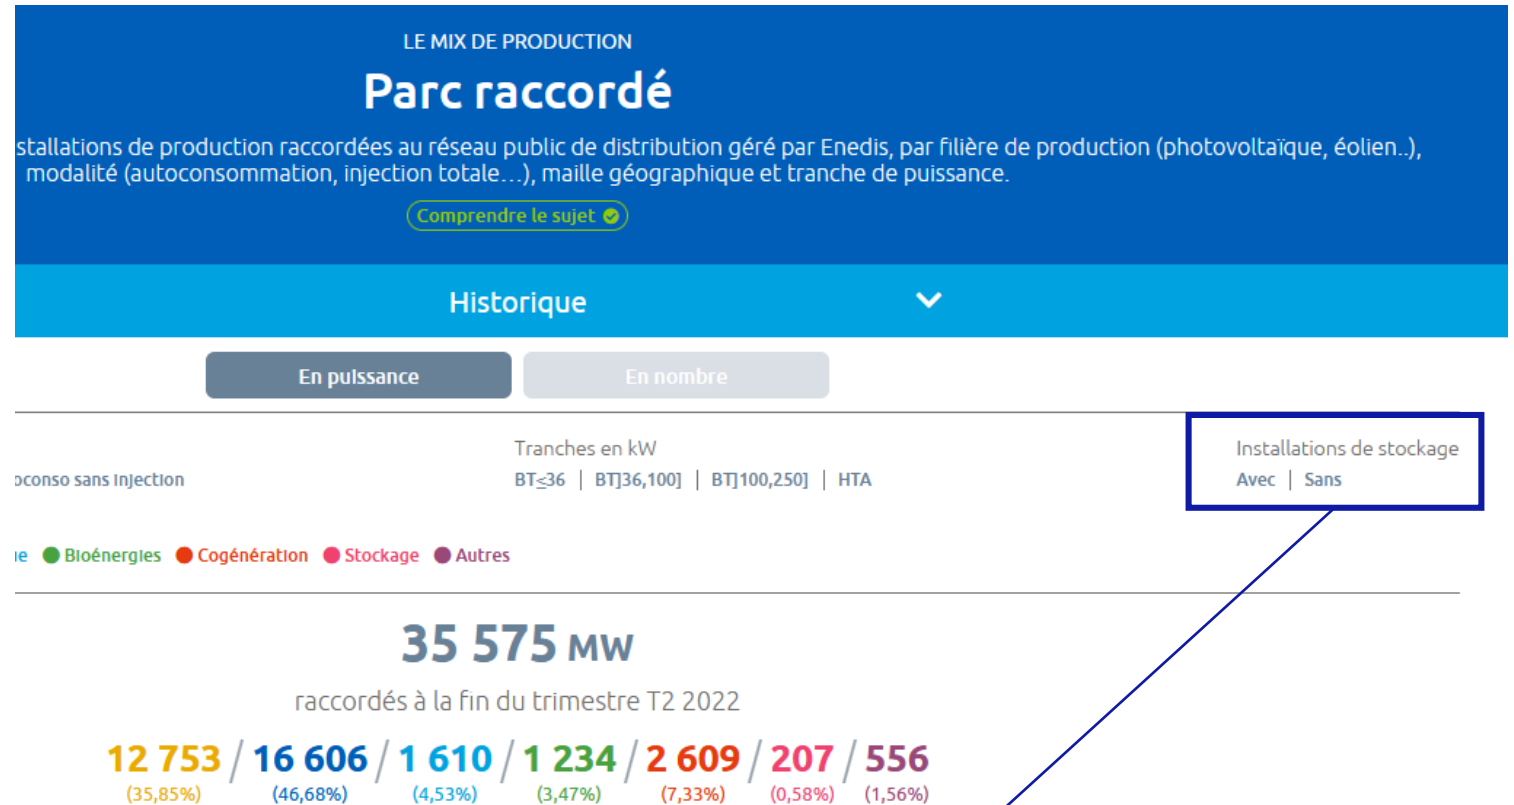 LE MIX DE PRODUCTION
Parc raccordé
stallations de production raccordées au réseau public de distribution géré par Enedis, par filière de production (photovoltaïque, éolien..),
modalité (autoconsommation, injection totale…), maille géographique et tranche de puissance.
Comprendre le sujet
Historique
En puissance En nombre
Tranches en kW Installations de stockage
oconso sans injection BT≤36 | BT]36,100] | BT]100,250] | HTA Avec | Sans
ie Bioénergies Cogénération Stockage Autres
35 575 MW
raccordés à la fin du trimestre T2 2022
12 753 / 16 606 / 1 610 / 1 234 / 2 609 / 207 / 556
(35,85%) (46,68%) (4,53%) (3,47%) (7,33%) (0,58%) (1,56%)